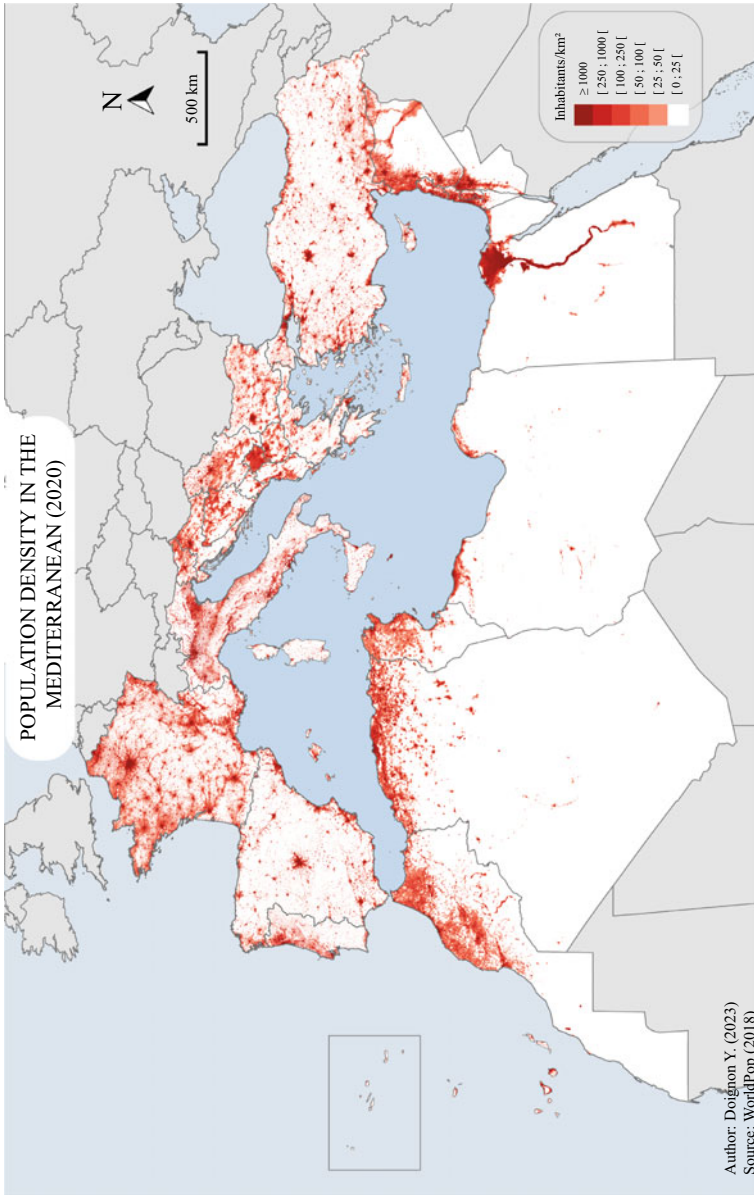 POPULATION DENSITY IN THE
MEDITERRANEAN (2020)
N
500 km
Inhabitants/km²
≥ 1000
[ 250 ; 1000 [
[ 100 ; 250 [
[ 50 ; 100 [
[ 25 ; 50 [
[ 0 ; 25 [
Author: Doignon Y. (2023)
Source: WorldPop (2018)